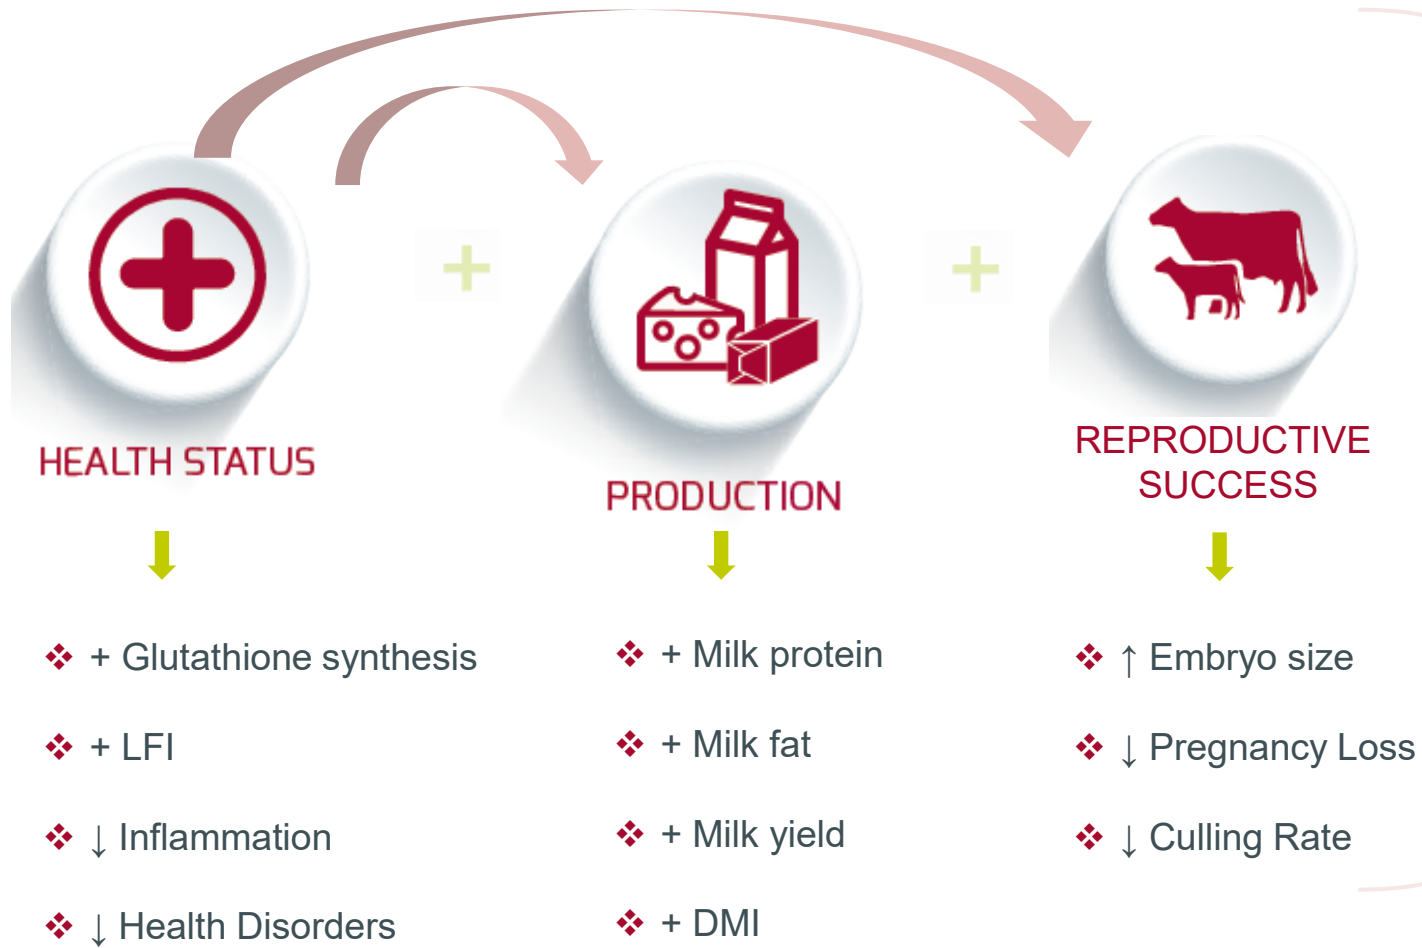 HEALTH STATUS
+ Glutathione synthesis
+ LFI
↓ Inflammation
↓ Health Disorders
PRODUCTION
+ Milk protein
+ Milk fat
+ Milk yield
+ DMI
REPRODUCTIVE
SUCCESS
↑ Embryo size
↓ Pregnancy Loss
↓ Culling Rate